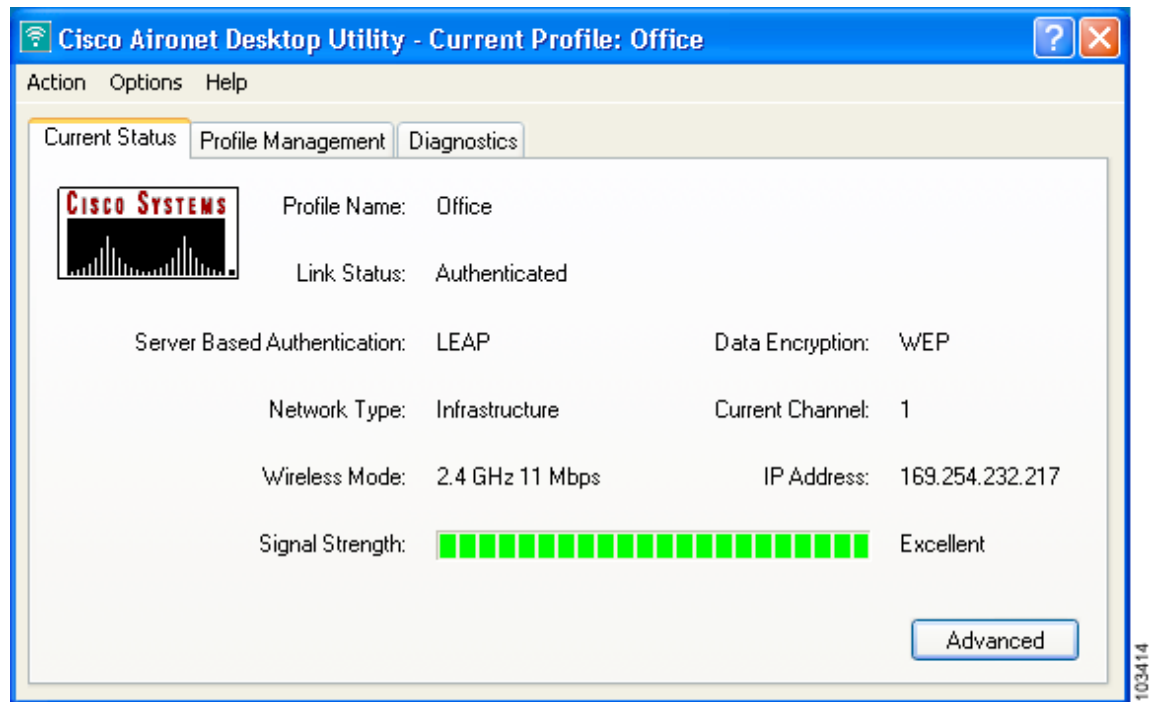 Cisco Aironet Desktop Utility - Current Profile: Office
?
Action Options Help
Current Status Profile Management Diagnostics
CISCO SYSTEMS
Profile Name: Office
Link Status: Authenticated
Server Based Authentication: LEAP Data Encryption: WEP
Network Type: Infrastructure Current Channel: 1
Wireless Mode: 2.4 GHz 11 Mbps IP Address: 169.254.232.217
Signal Strength: Excellent
Advanced
103414